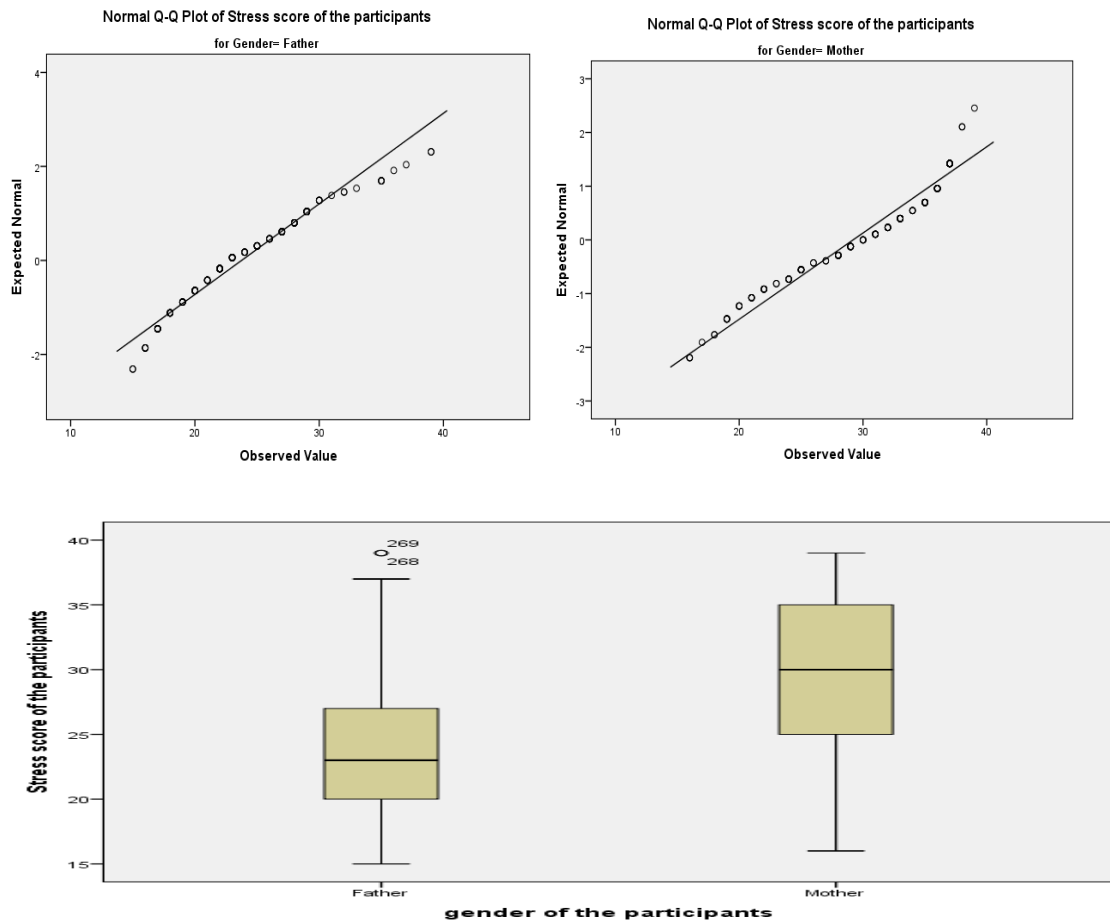 Normal Q-Q Plot of Stress score of the participants
for Gender= Father
Expected Normal
4
2
0
-2
10 20 30 40
Observed Value
Normal Q-Q Plot of Stress score of the participants
for Gender= Mother
Expected Normal
3
2
1
0
-1
-2
-3
10 20 30 40
Observed Value
Stress score of the participants
40
35
30
25
20
15
269
268
Father Mother
gender of the participants